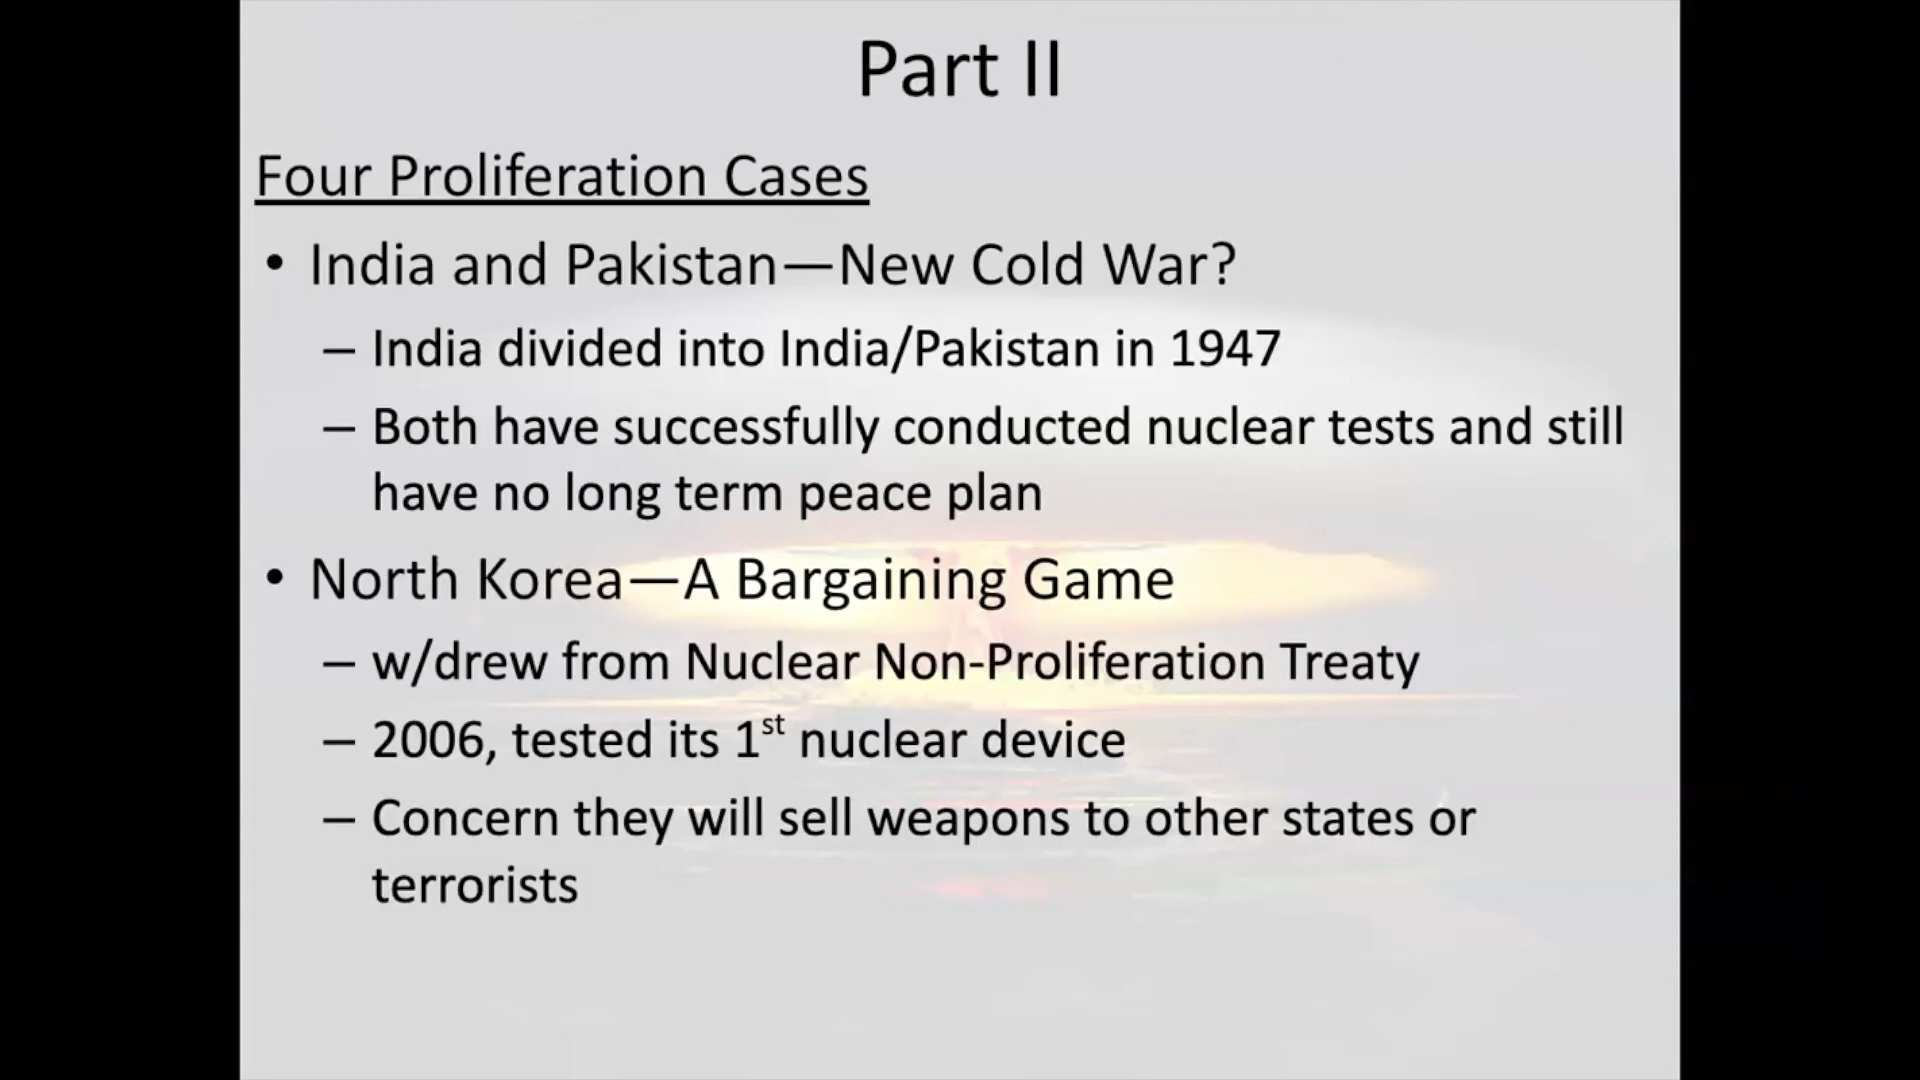 Part II
Four Proliferation Cases
• India and Pakistan—New Cold War?
– India divided into India/Pakistan in 1947
– Both have successfully conducted nuclear tests and still
have no long term peace plan
• North Korea—A Bargaining Game
– w/drew from Nuclear Non-Proliferation Treaty
– 2006, tested its 1st nuclear device
– Concern they will sell weapons to other states or
terrorists